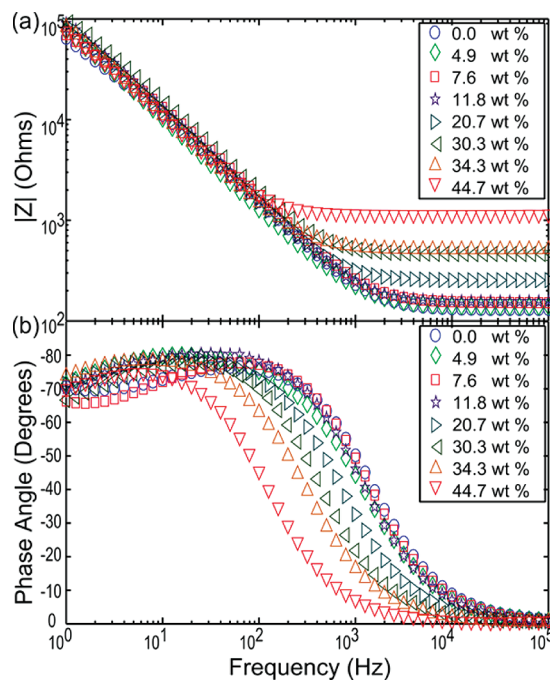 (a)
10^5
10^4
10^3
10^2
|Z| (Ohms)
0.0 wt %
4.9 wt %
7.6 wt %
11.8 wt %
20.7 wt %
30.3 wt %
34.3 wt %
44.7 wt %
(b)
-80
-70
-60
-50
-40
-30
-20
-10
0
Phase Angle (Degrees)
0.0 wt %
4.9 wt %
7.6 wt %
11.8 wt %
20.7 wt %
30.3 wt %
34.3 wt %
44.7 wt %
10^0 10^1 10^2 10^3 10^4 10^5
Frequency (Hz)